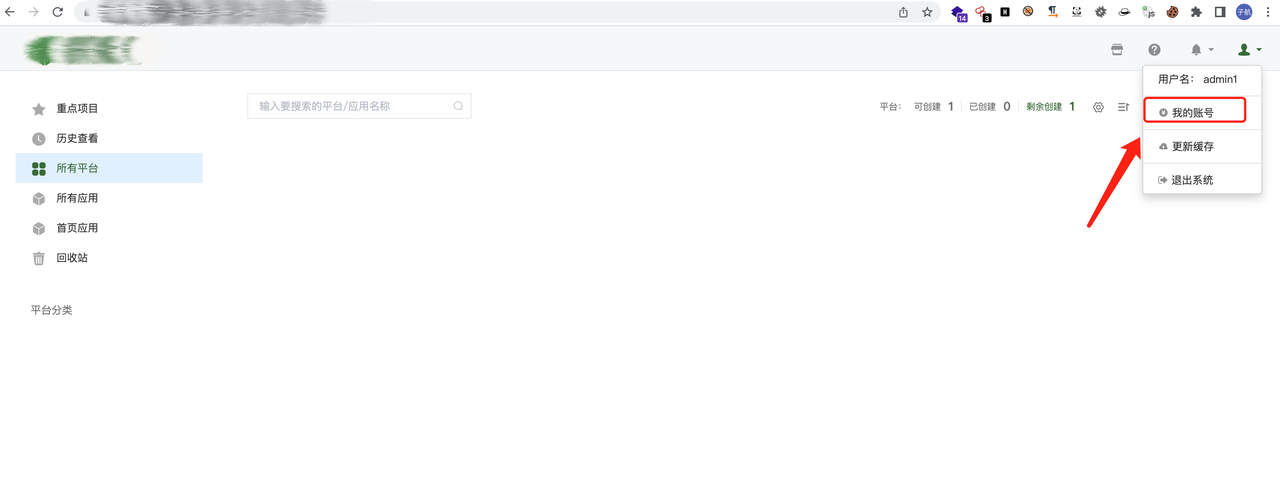 14
3
js
子航
用户名： admin1
重点项目
输入要搜索的平台/应用名称
平台： 可创建 1 已创建 0 剩余创建 1
我的账号
历史查看
更新缓存
所有平台
退出系统
所有应用
首页应用
回收站
平台分类